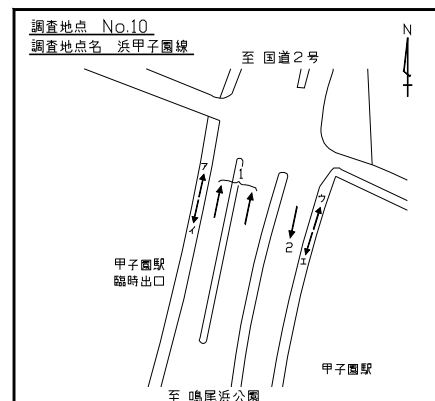 調査地点 No.10
調査地点名 浜甲子園線
至 国道2号
N
ア
1
ウ
イ
2
エ
甲子園駅
臨時出口
甲子園駅
至 鳴尾浜公園